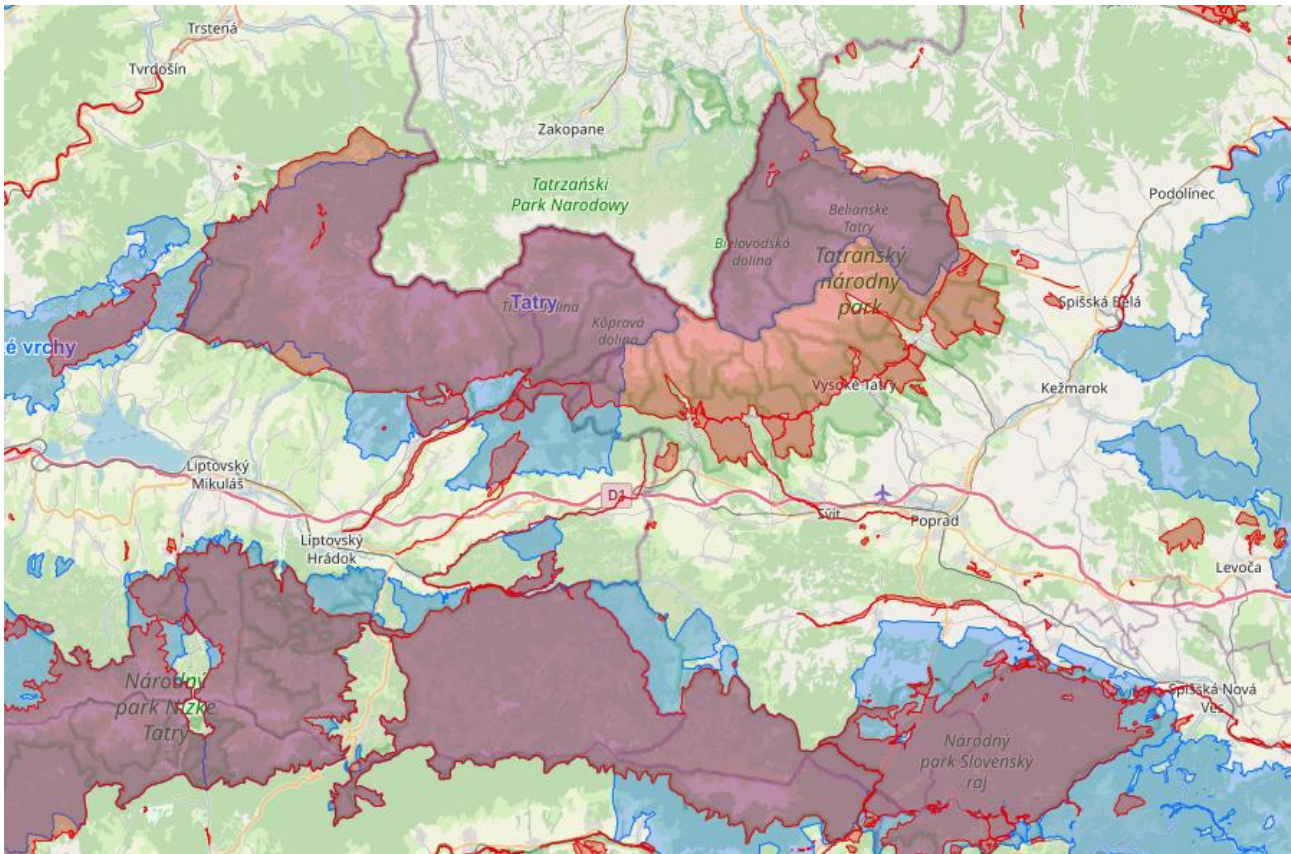 Trstená
Tvrdošín
Zakopane
Tatrzański
Park Narodowy
Podolínec
Belianske
Tatry
Bielovodská
dolina
Tatranský
národný
park
Tatry
Kôprová
dolina
Spišská Belá
ké vrchy
Vysoké Tatry
Kežmarok
Liptovský
Mikuláš
D1
Svit
Poprad
Liptovský
Hrádok
Levoča
Národný
park Nízke
Tatry
Spišská Nová
Ves
Národný
park Slovenský
raj